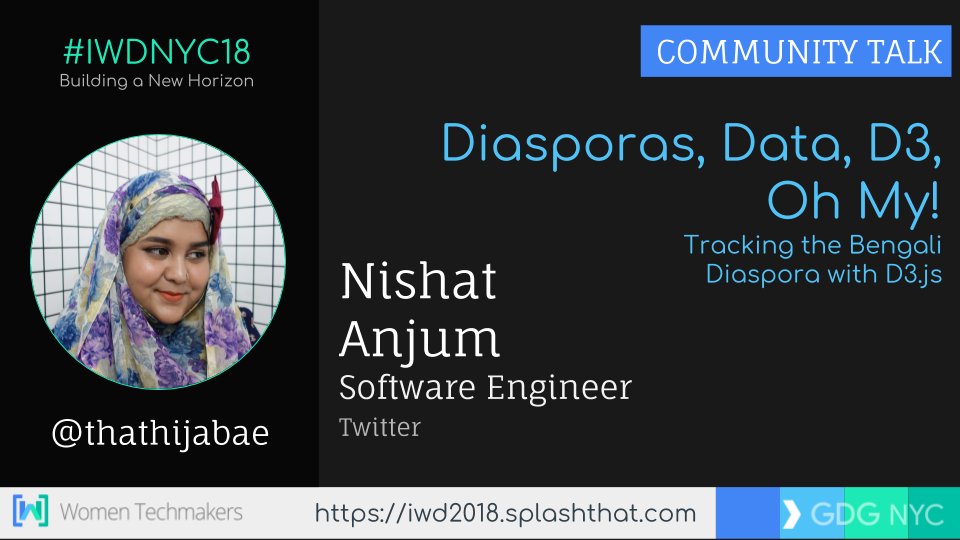 #IWDNYC18
Building a New Horizon
@thathijabae
COMMUNITY TALK
Diasporas, Data, D3,
Oh My!
Tracking the Bengali
Diaspora with D3.js
Nishat
Anjum
Software Engineer
Twitter
[W] Women Techmakers
https://iwd2018.splashthat.com
GDG NYC